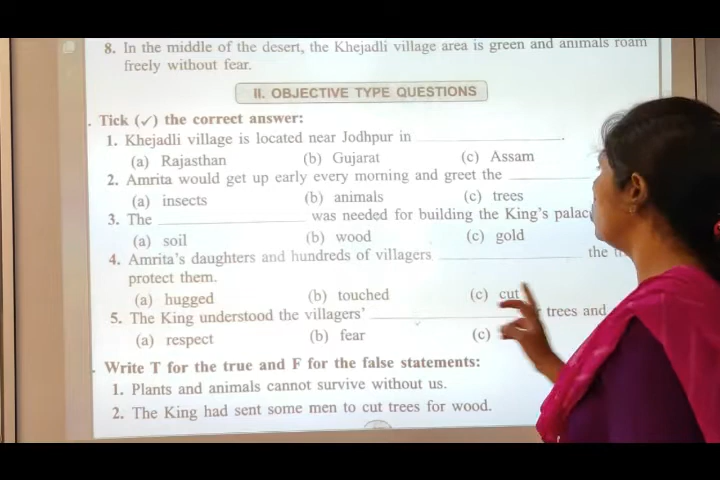 8. In the middle of the desert, the Khejadli village area is green and animals roam
freely without fear.
II. OBJECTIVE TYPE QUESTIONS
. Tick (✓) the correct answer:
1. Khejadli village is located near Jodhpur in ____________________.
(a) Rajasthan (b) Gujarat (c) Assam
2. Amrita would get up early every morning and greet the ____________
(a) insects (b) animals (c) trees
3. The ____________________ was needed for building the King's
(a) soil (b) wood (c) gold
4. Amrita's daughters and hundreds of villagers ____________________ the
protect them.
(a) hugged (b) touched (c) cut
5. The King understood the villagers' ____________________ trees and
(a) respect (b) fear (c)
. Write T for the true and F for the false statements:
1. Plants and animals cannot survive without us.
2. The King had sent some men to cut trees for wood.